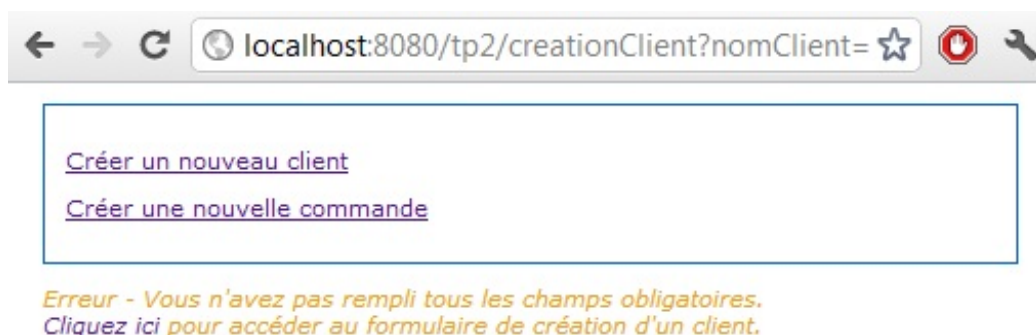 localhost:8080/tp2/creationClient?nomClient=
Créer un nouveau client
Créer une nouvelle commande
Erreur - Vous n'avez pas rempli tous les champs obligatoires.
Cliquez ici pour accéder au formulaire de création d'un client.